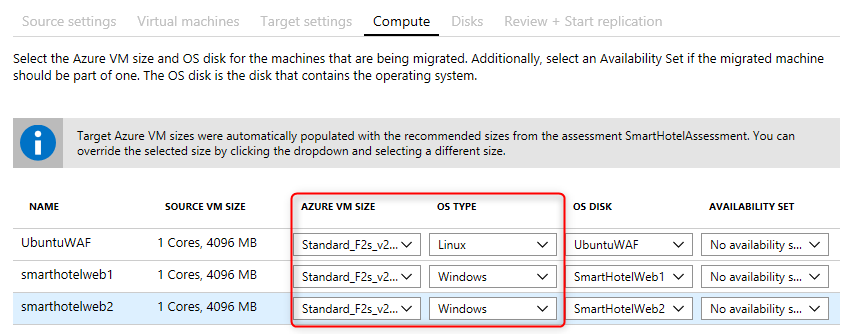 Source settings Virtual machines Target settings Compute Disks Review + Start replication
Select the Azure VM size and OS disk for the machines that are being migrated. Additionally, select an Availability Set if the migrated machine
should be part of one. The OS disk is the disk that contains the operating system.
Target Azure VM sizes were automatically populated with the recommended sizes from the assessment SmartHotelAssessment. You can
override the selected size by clicking the dropdown and selecting a different size.
NAME SOURCE VM SIZE AZURE VM SIZE OS TYPE OS DISK AVAILABILITY SET
UbuntuWAF 1 Cores, 4096 MB Standard_F2s_v2... Linux UbuntuWAF No availability s...
smarthotelweb1 1 Cores, 4096 MB Standard_F2s_v2... Windows SmartHotelWeb1 No availability s...
smarthotelweb2 1 Cores, 4096 MB Standard_F2s_v2... Windows SmartHotelWeb2 No availability s...